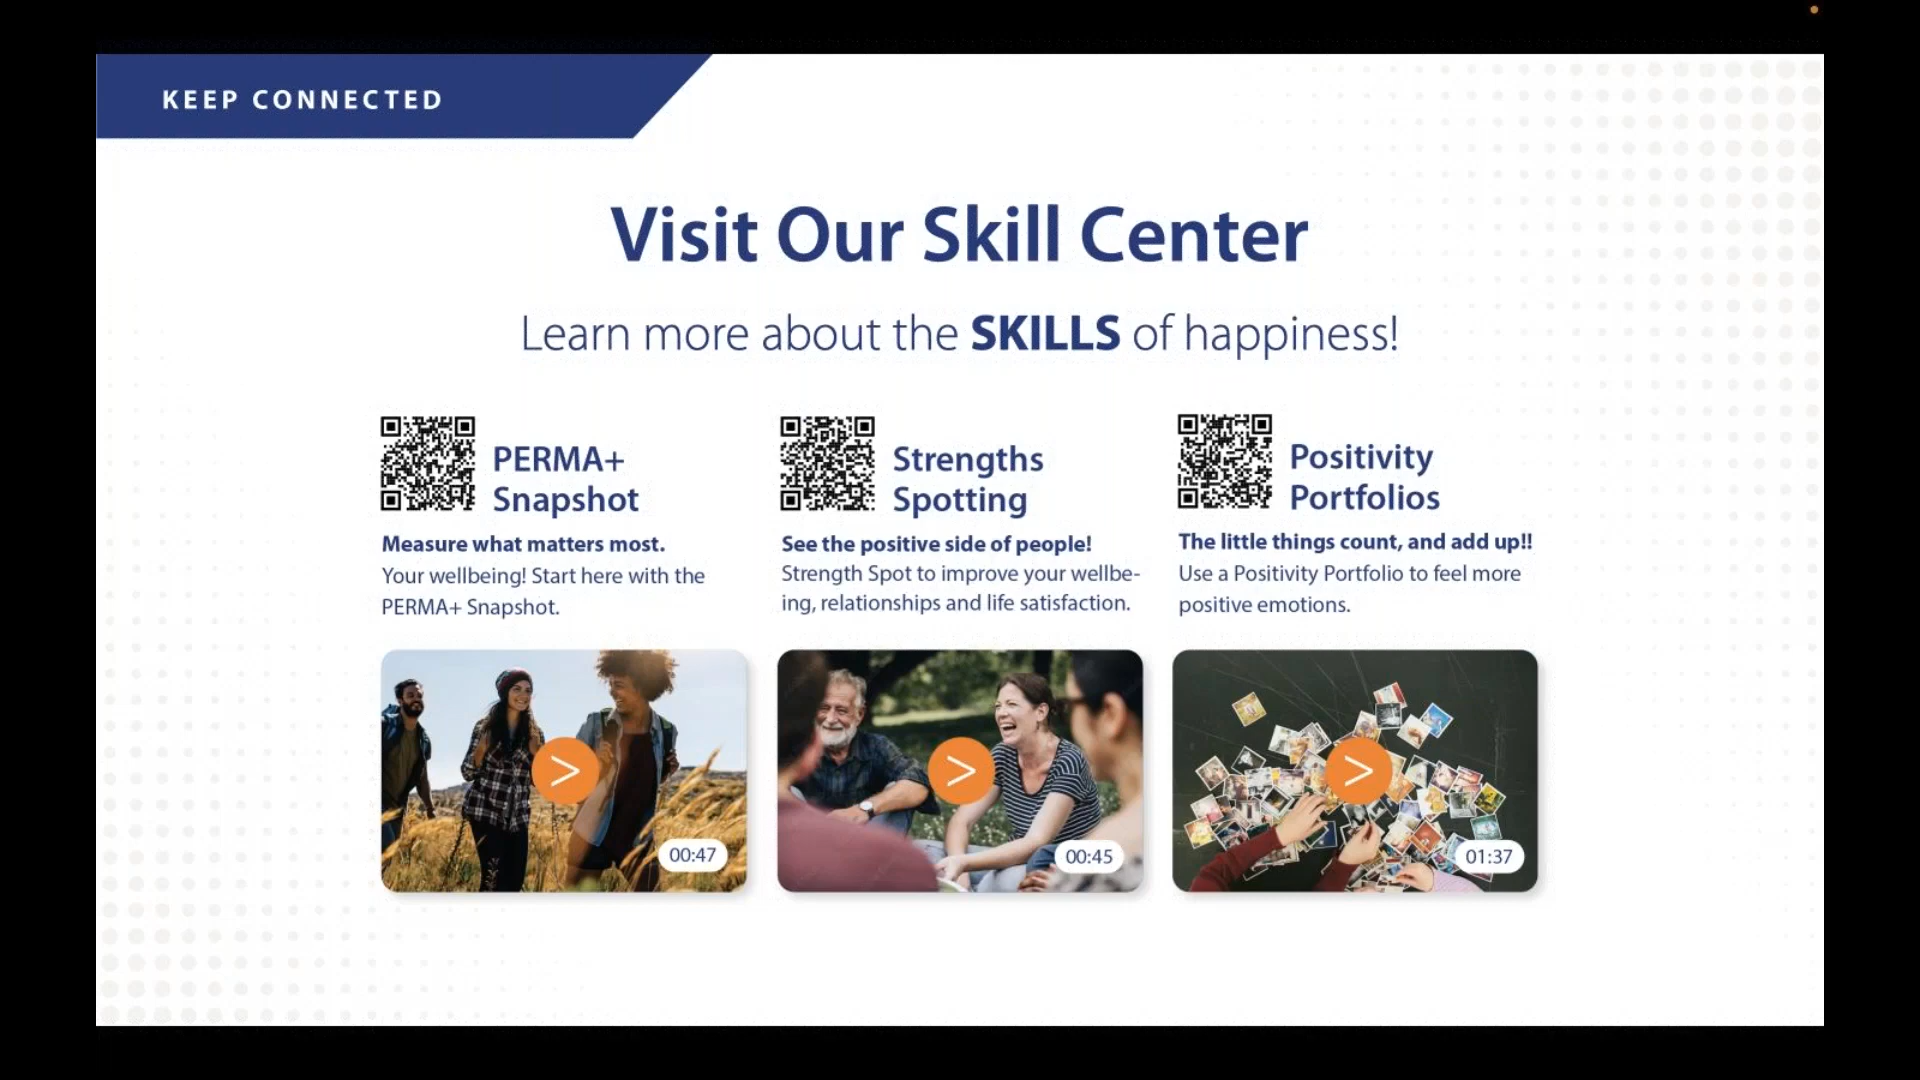 KEEP CONNECTED
Visit Our Skill Center
Learn more about the SKILLS of happiness!
PERMA+
Snapshot
Measure what matters most.
Your wellbeing! Start here with the
PERMA+ Snapshot.
00:47
Strengths
Spotting
See the positive side of people!
Strength Spot to improve your wellbe-
ing, relationships and life satisfaction.
00:45
Positivity
Portfolios
The little things count, and add up!!
Use a Positivity Portfolio to feel more
positive emotions.
01:37